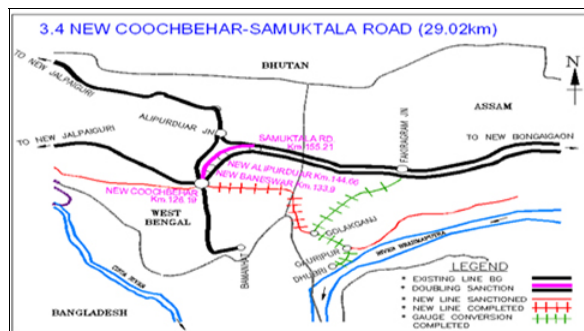 3.4 NEW COOCHBEHAR-SAMUKTALA ROAD (29.02km)
TO NEW JALPAIGURI
BHUTAN
N
ASSAM
ALIPURDUAR JN
SAMUKTALA RD.
Km.155.21
FAKIRAGRAM JN
TO NEW BONGAIGAON
TO NEW JALPAIGURI
NEW ALIPURDUAR Km.144.66
NEW BANESWAR Km.133.9
NEW COOCHBEHAR
Km.126.19
WEST
BENGAL
GOLAKGANJ
GAURIPUR
DHUBRI
RIVER BRAHMAPUTRA
BAMANHAT
BANGLADESH
LEGEND
* EXISTING LINE BG
* DOUBLING SANCTION
* NEW LINE SANCTIONED
* NEW LINE COMPLETED
* GAUGE CONVERSION
COMPLETED